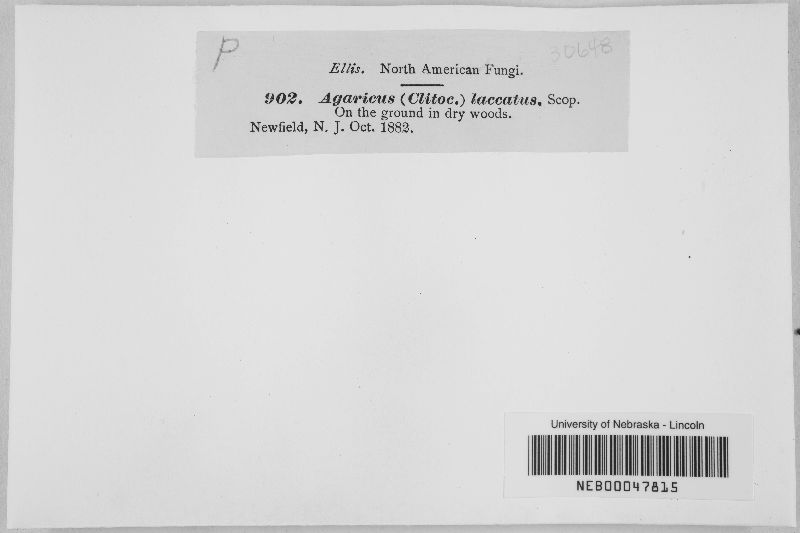 P
30648
Ellis. North American Fungi.
902. Agaricus (Clitoc.) laccatus, Scop.
On the ground in dry woods.
Newfield, N. J. Oct. 1882.
University of Nebraska - Lincoln
NEB00047815